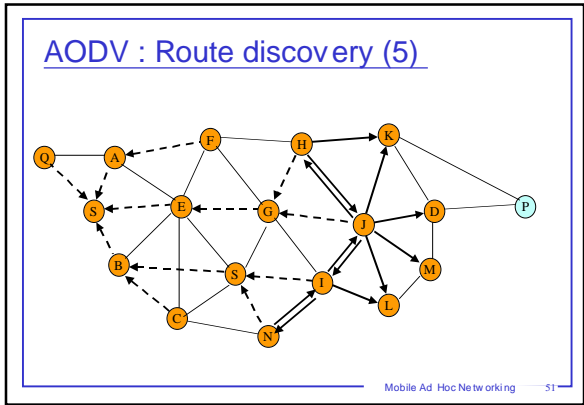 AODV : Route discovery (5)
F
H
K
Q
A
S
E
G
J
D
P
B
S
I
M
C
N
L
Mobile Ad Hoc Networking 51